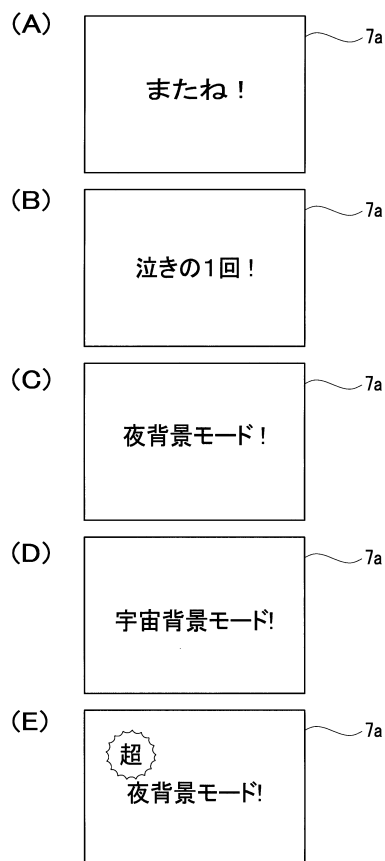 (A)
7a
またね！
(B)
7a
泣きの1回！
(C)
7a
夜背景モード！
(D)
7a
宇宙背景モード!
(E)
7a
超
夜背景モード!